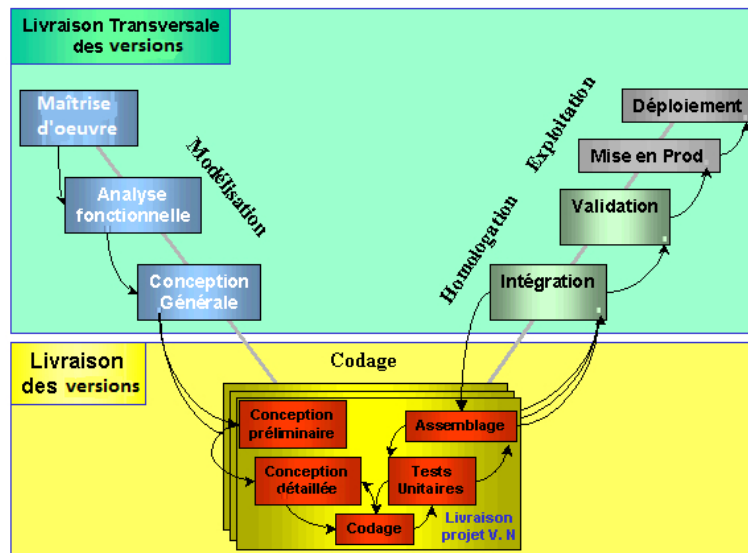 Livraison Transversale
des versions
Maîtrise
d'oeuvre
Analyse
fonctionnelle
Conception
Générale
Modélisation
Homologation
Exploitation
Déploiement
Mise en Prod
Validation
Intégration
Livraison
des versions
Codage
Conception
préliminaire
Assemblage
Conception
détaillée
Tests
Unitaires
Codage
Livraison
projet V. N